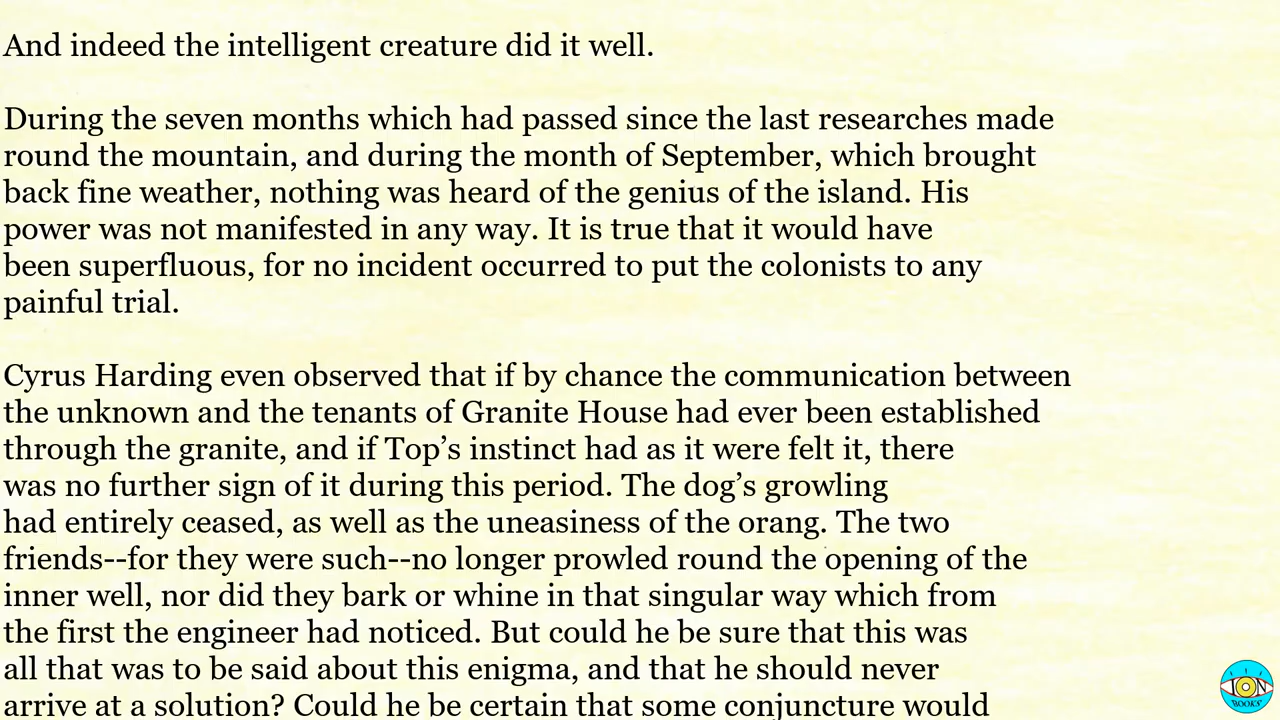 And indeed the intelligent creature did it well.
During the seven months which had passed since the last researches made
round the mountain, and during the month of September, which brought
back fine weather, nothing was heard of the genius of the island. His
power was not manifested in any way. It is true that it would have
been superfluous, for no incident occurred to put the colonists to any
painful trial.
Cyrus Harding even observed that if by chance the communication between
the unknown and the tenants of Granite House had ever been established
through the granite, and if Top’s instinct had as it were felt it, there
was no further sign of it during this period. The dog’s growling
had entirely ceased, as well as the uneasiness of the orang. The two
friends--for they were such--no longer prowled round the opening of the
inner well, nor did they bark or whine in that singular way which from
the first the engineer had noticed. But could he be sure that this was
all that was to be said about this enigma, and that he should never
arrive at a solution? Could he be certain that some conjuncture would
ION
BOOKS